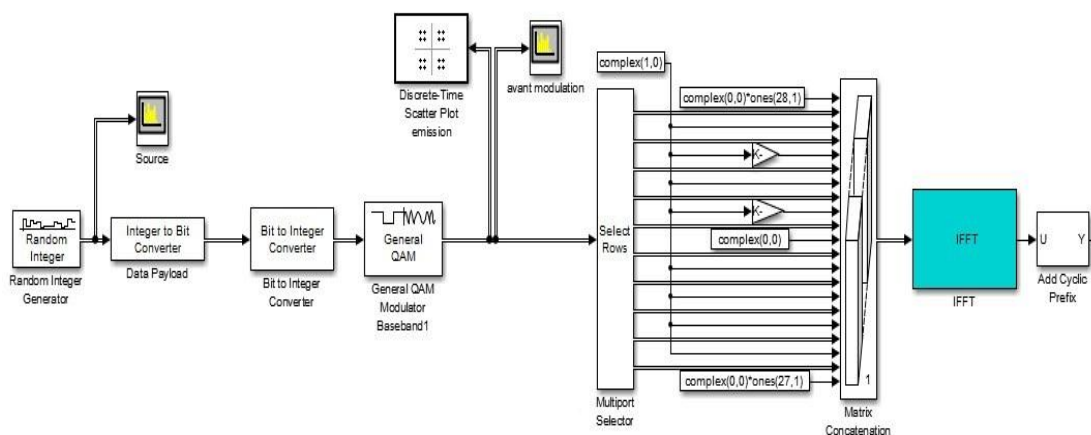 complex(1,0)
avant modulation
Discrete-Time
Scatter Plot
emission
complex(0,0)*ones(28,1)
Source
K-
K-
Random
Integer
Random Integer
Generator
Integer to Bit
Converter
Data Payload
Bit to Integer
Converter
Bit to Integer
Converter
General
QAM
General QAM
Modulator
Baseband1
Select
Rows
Multiport
Selector
complex(0,0)
complex(0,0)*ones(27,1)
1
Matrix
Concatenation
IFFT
IFFT
U Y
Add Cyclic
Prefix